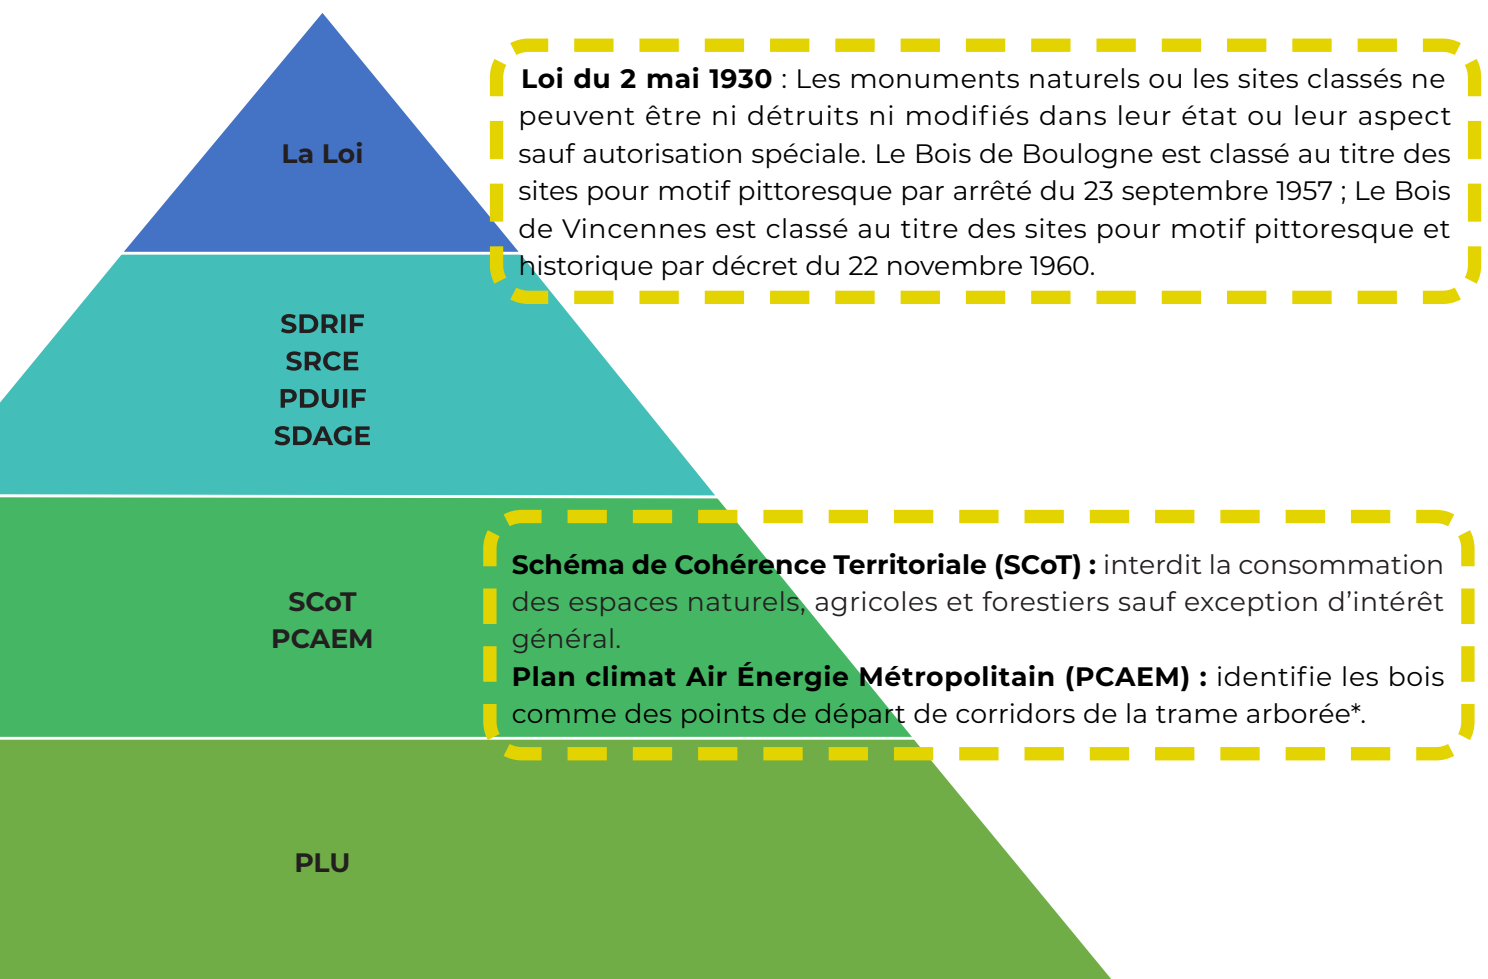 La Loi
Loi du 2 mai 1930 : Les monuments naturels ou les sites classés ne
peuvent être ni détruits ni modifiés dans leur état ou leur aspect
sauf autorisation spéciale. Le Bois de Boulogne est classé au titre des
sites pour motif pittoresque par arrêté du 23 septembre 1957 ; Le Bois
de Vincennes est classé au titre des sites pour motif pittoresque et
historique par décret du 22 novembre 1960.
SDRIF
SRCE
PDUIF
SDAGE
SCoT
PCAEM
Schéma de Cohérence Territoriale (SCoT) : interdit la consommation
des espaces naturels, agricoles et forestiers sauf exception d’intérêt
général.
Plan climat Air Énergie Métropolitain (PCAEM) : identifie les bois
comme des points de départ de corridors de la trame arborée*.
PLU